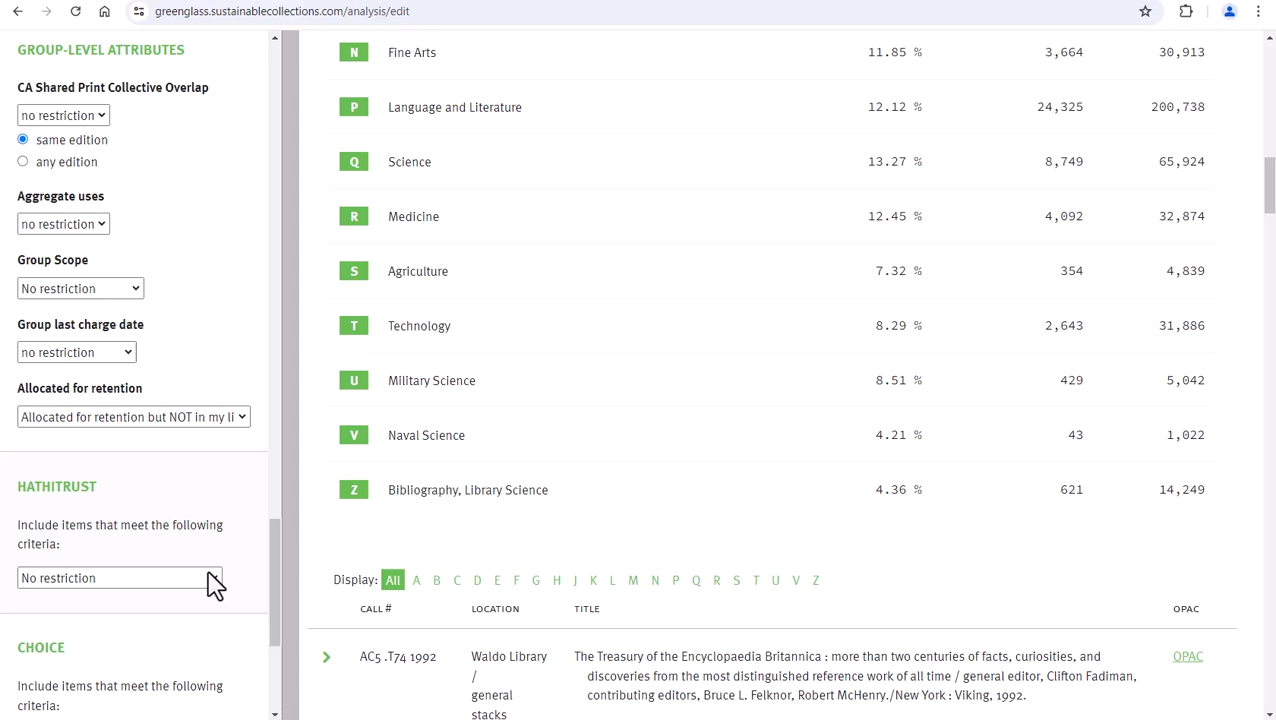 greenglass.sustainablecollections.com/analysis/edit
GROUP-LEVEL ATTRIBUTES
CA Shared Print Collective Overlap
no restriction
same edition
any edition
Aggregate uses
no restriction
Group Scope
No restriction
Group last charge date
no restriction
Allocated for retention
Allocated for retention but NOT in my li
HATHITRUST
Include items that meet the following
criteria:
No restriction
CHOICE
Include items that meet the following
criteria:
N Fine Arts 11.85 % 3,664 30,913
P Language and Literature 12.12 % 24,325 200,738
Q Science 13.27 % 8,749 65,924
R Medicine 12.45 % 4,092 32,874
S Agriculture 7.32 % 354 4,839
T Technology 8.29 % 2,643 31,886
U Military Science 8.51 % 429 5,042
V Naval Science 4.21 % 43 1,022
Z Bibliography, Library Science 4.36 % 621 14,249
Display: All A B C D E F G H J K L M N P Q R S T U V Z
CALL # LOCATION TITLE OPAC
AC5 .T74 1992 Waldo Library The Treasury of the Encyclopaedia Britannica : more than two centuries of facts, curiosities, and OPAC
/ discoveries from the most distinguished reference work of all time / general editor, Clifton Fadiman,
general contributing editors, Bruce L. Felknor, Robert McHenry./New York : Viking, 1992.
stacks